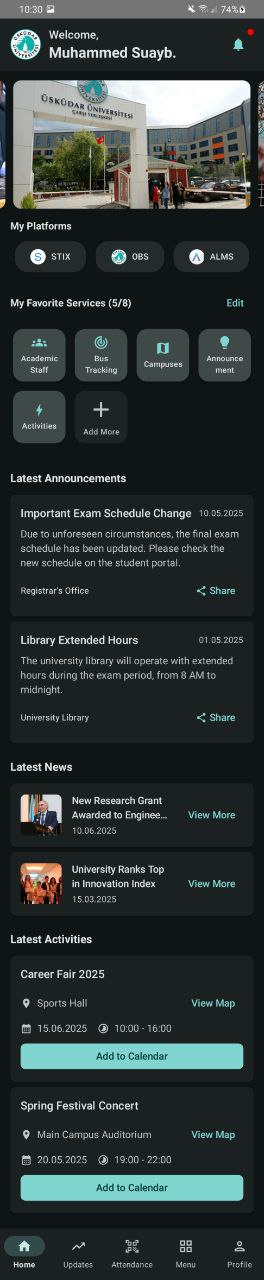 10:30 74%
Welcome,
Muhammed Suayb.
ÜSKÜDAR ÜNİVERSİTESİ
ÇARŞI YERLEŞKESİ
My Platforms
STIX OBS ALMS
My Favorite Services (5/8) Edit
Academic
Staff
Bus
Tracking
Campuses
Announce
ment
Activities
Add More
Latest Announcements
Important Exam Schedule Change 10.05.2025
Due to unforeseen circumstances, the final exam
schedule has been updated. Please check the
new schedule on the student portal.
Registrar's Office Share
Library Extended Hours 01.05.2025
The university library will operate with extended
hours during the exam period, from 8 AM to
midnight.
University Library Share
Latest News
New Research Grant
Awarded to Enginee...
10.06.2025
View More
University Ranks Top
in Innovation Index
15.03.2025
View More
Latest Activities
Career Fair 2025
Sports Hall View Map
15.06.2025 10:00 - 16:00
Add to Calendar
Spring Festival Concert
Main Campus Auditorium View Map
20.05.2025 19:00 - 22:00
Add to Calendar
Home Updates Attendance Menu Profile